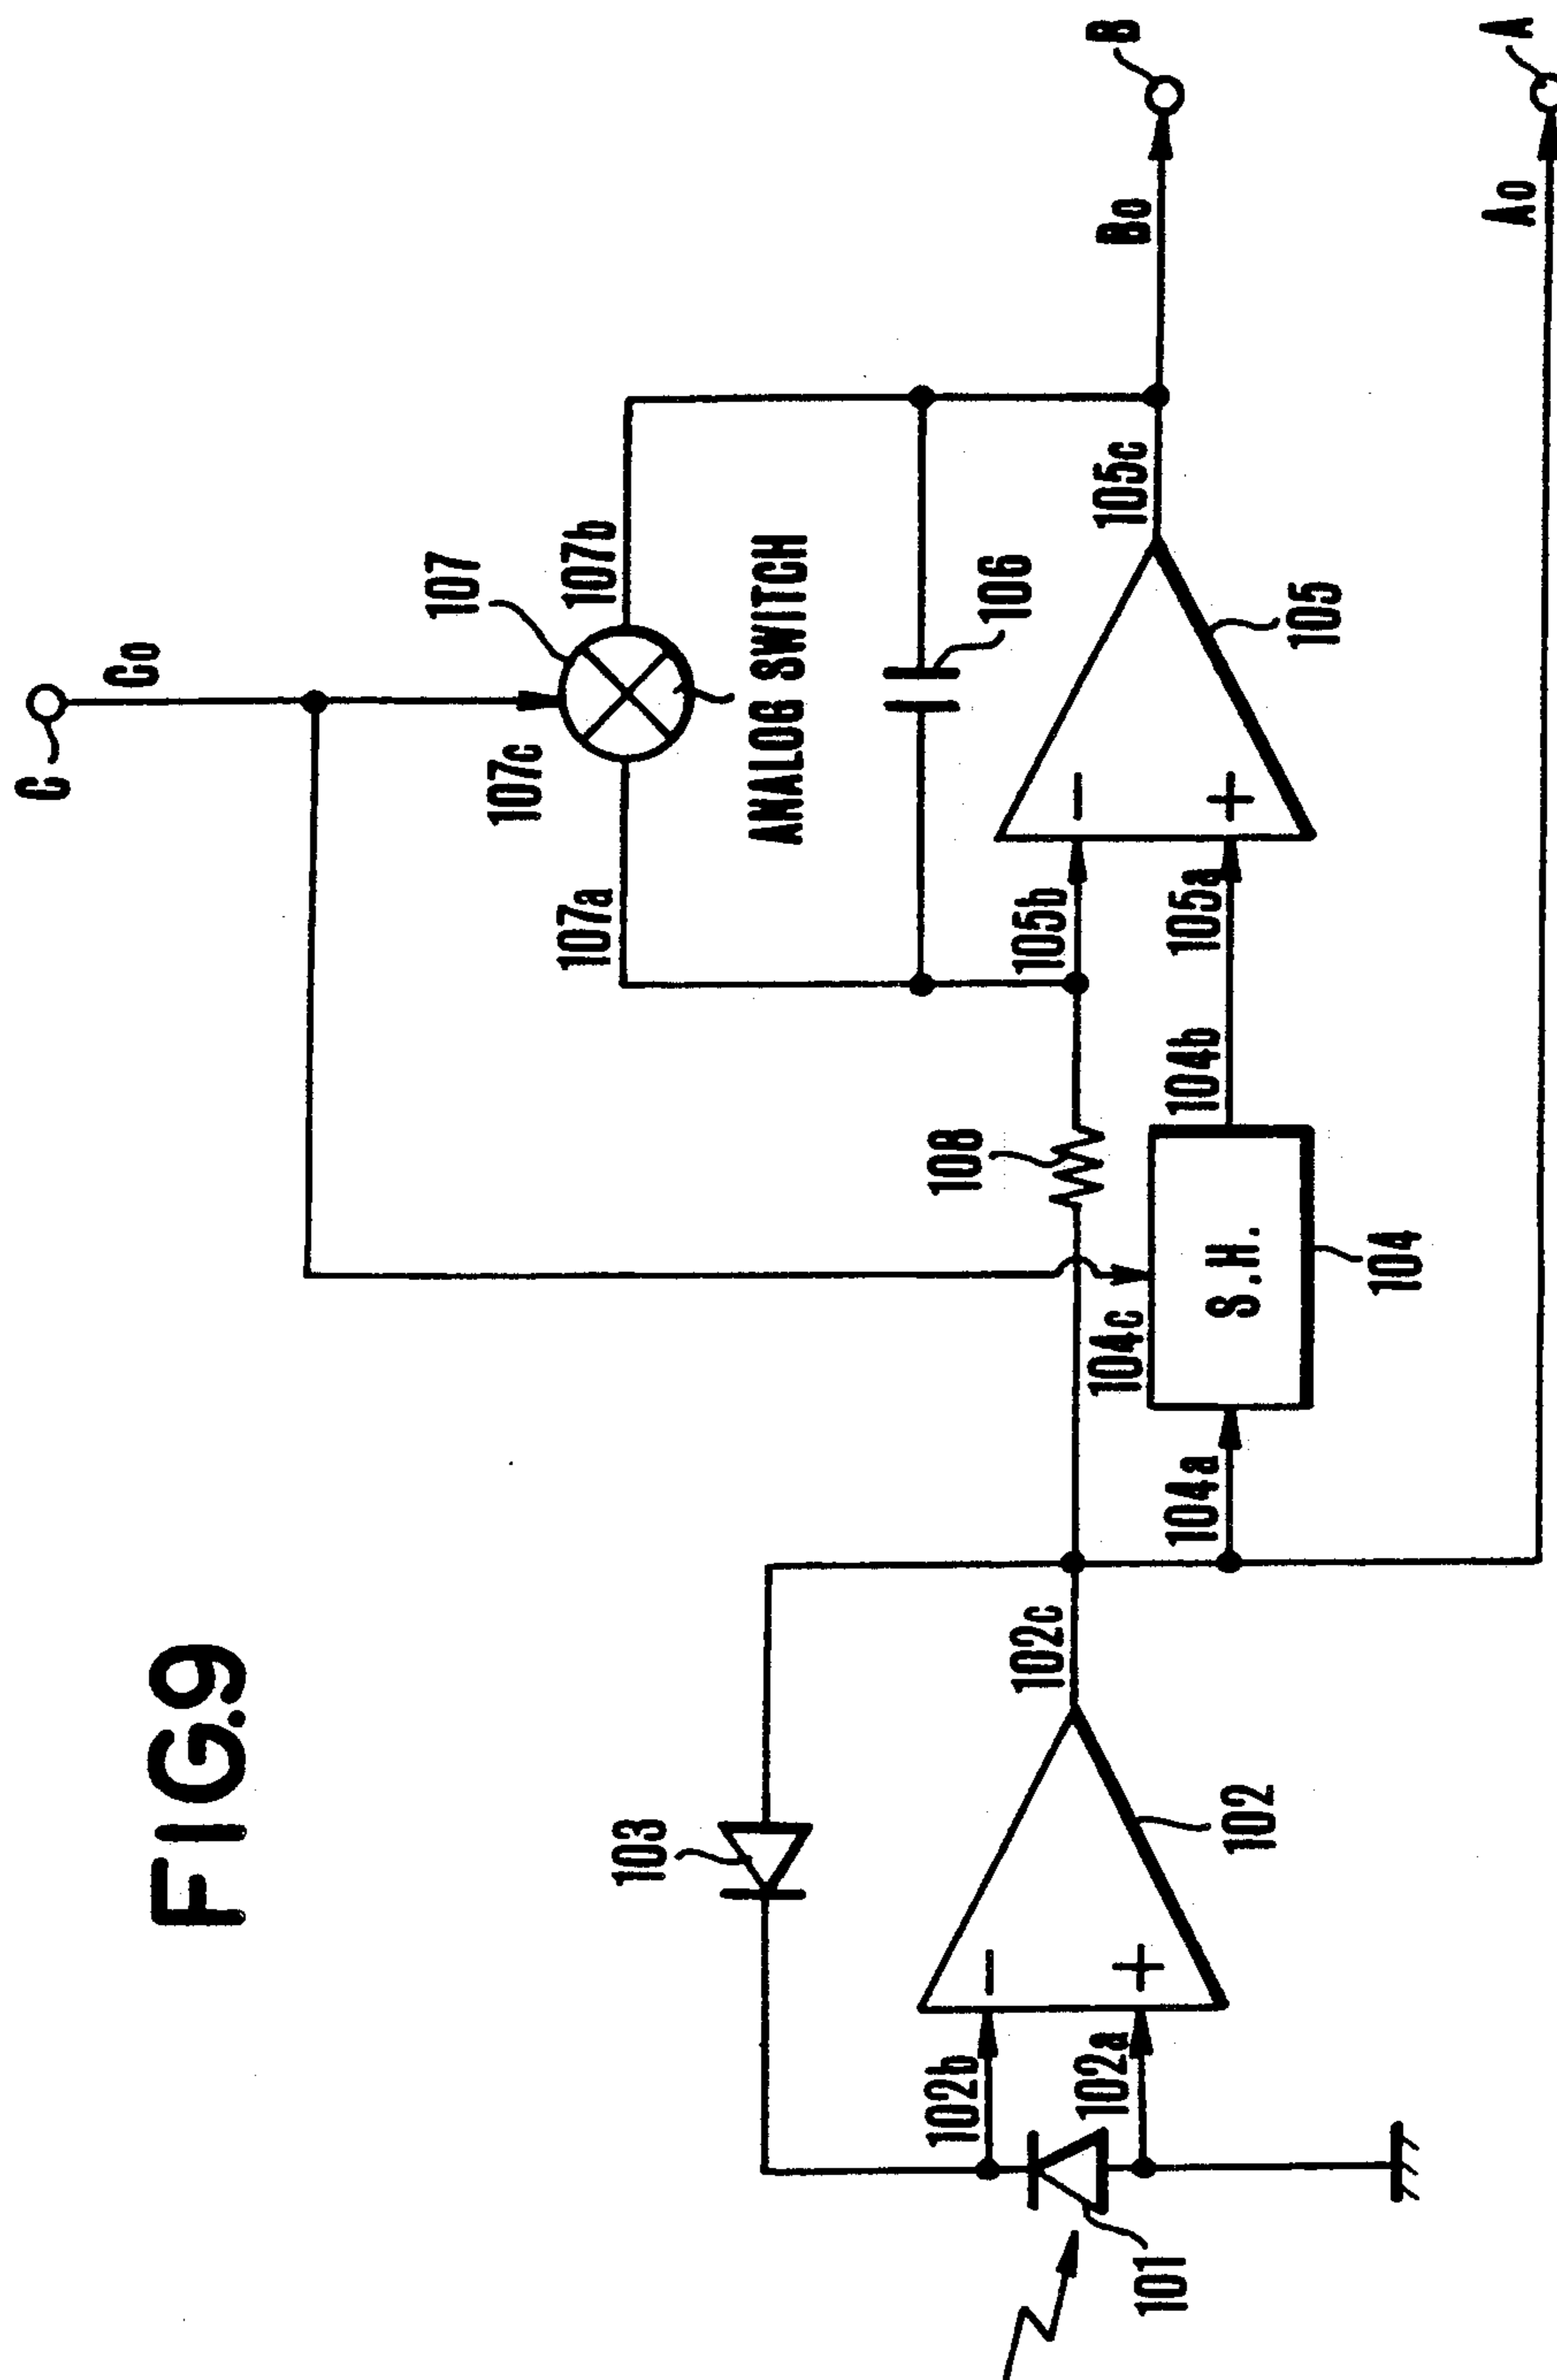 FIG.9
C
Co
107
107c
107a
107b
103
ANALOG SWITCH
108
106
102b
102c
105b
−
−
102a
104c
105c
Bo
B
+
+
101
104a
104b
105a
S.H.
102
105
104
Ao
A